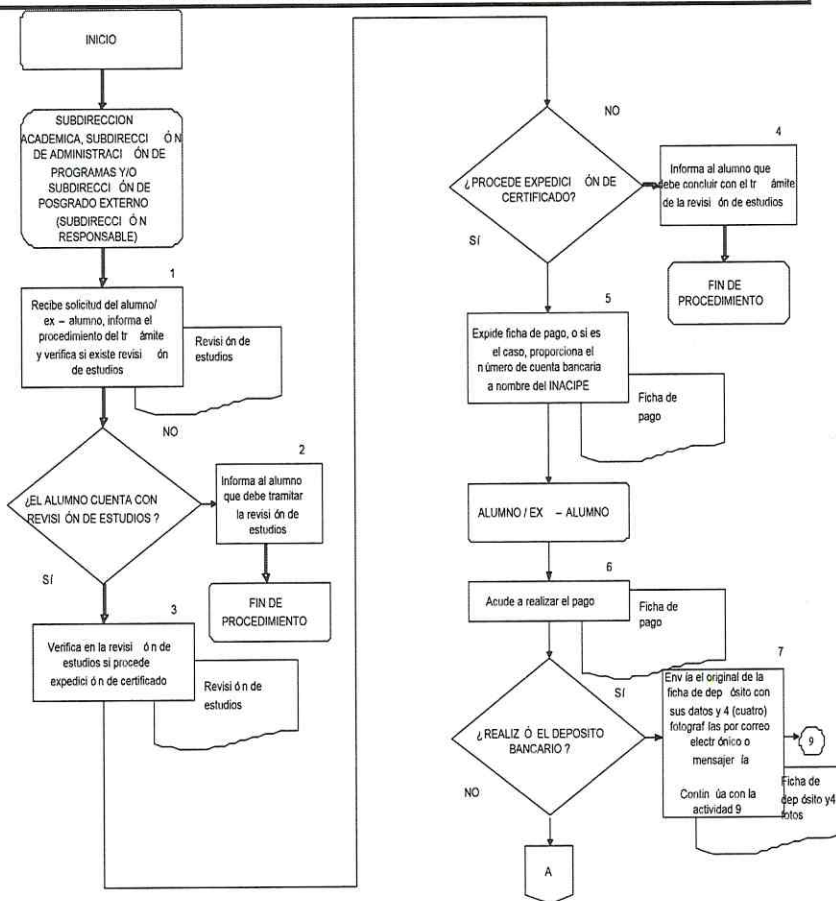 INICIO
SUBDIRECCION
ACADEMICA, SUBDIRECCI ÓN
DE ADMINISTRACI ÓN DE
PROGRAMAS Y/O
SUBDIRECCI ÓN DE
POSGRADO EXTERNO
(SUBDIRECCI ÓN
RESPONSABLE)
1
Recibe solicitud del alumno/
ex – alumno, informa el
procedimiento del tr ámite
y verifica si existe revisi ón
de estudios
Revisi ón de
estudios
NO
¿EL ALUMNO CUENTA CON
REVISI ÓN DE ESTUDIOS ?
2
Informa al alumno
que debe tramitar
la revisi ón de
estudios
FIN DE
PROCEDIMIENTO
SÍ
3
Verifica en la revisi ón de
estudios si procede
expedici ón de certificado
Revisi ón de
estudios
NO
¿PROCEDE EXPEDICI ÓN DE
CERTIFICADO?
4
Informa al alumno que
debe concluir con el tr ámite
de la revisi ón de estudios
FIN DE
PROCEDIMIENTO
SÍ
5
Expide ficha de pago, o si es
el caso, proporciona el
n úmero de cuenta bancaria
a nombre del INACIPE
Ficha de
pago
ALUMNO / EX – ALUMNO
6
Acude a realizar el pago
Ficha de
pago
SÍ
¿REALIZ Ó EL DEPOSITO
BANCARIO ?
7
Env ía el original de la
ficha de dep ósito con
sus datos y 4 (cuatro)
fotograf ías por correo
electr ónico o
mensajer ía
Contin úa con la
actividad 9
9
Ficha de
dep ósito y4
fotos
NO
A